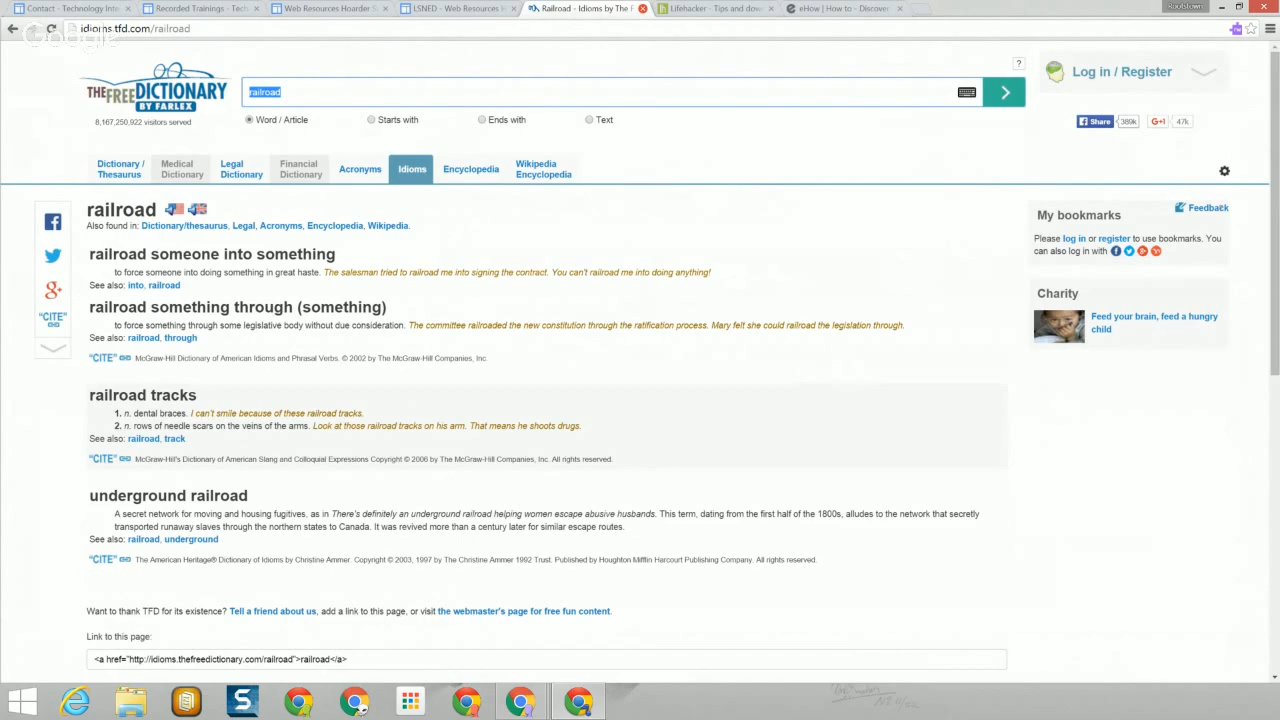 Contact - Technology Inte
Recorded Trainings - Tech
Web Resources Hoarder S
LSNED - Web Resources H
Railroad - Idioms by The F
Lifehacker - Tips and dow
eHow | How to - Discover
Rootstown
idioms.tfd.com/railroad
Google
THEFREEDICTIONARY
BY FARLEX
8,167,250,922 visitors served
railroad
?
Log in / Register
Word / Article
Starts with
Ends with
Text
Share 389k
G+1 47k
Dictionary / Thesaurus
Medical Dictionary
Legal Dictionary
Financial Dictionary
Acronyms
Idioms
Encyclopedia
Wikipedia Encyclopedia
railroad
Also found in: Dictionary/thesaurus, Legal, Acronyms, Encyclopedia, Wikipedia.
railroad someone into something
to force someone into doing something in great haste. The salesman tried to railroad me into signing the contract. You can't railroad me into doing anything!
See also: into, railroad
railroad something through (something)
to force something through some legislative body without due consideration. The committee railroaded the new constitution through the ratification process. Mary felt she could railroad the legislation through.
See also: railroad, through
"CITE" McGraw-Hill Dictionary of American Idioms and Phrasal Verbs. © 2002 by The McGraw-Hill Companies, Inc.
railroad tracks
1. n. dental braces. I can't smile because of these railroad tracks.
2. n. rows of needle scars on the veins of the arms. Look at those railroad tracks on his arm. That means he shoots drugs.
See also: railroad, track
"CITE" McGraw-Hill's Dictionary of American Slang and Colloquial Expressions Copyright © 2006 by The McGraw-Hill Companies, Inc. All rights reserved.
underground railroad
A secret network for moving and housing fugitives, as in There's definitely an underground railroad helping women escape abusive husbands. This term, dating from the first half of the 1800s, alludes to the network that secretly
transported runaway slaves through the northern states to Canada. It was revived more than a century later for similar escape routes.
See also: railroad, underground
"CITE" The American Heritage® Dictionary of Idioms by Christine Ammer. Copyright © 2003, 1997 by The Christine Ammer 1992 Trust. Published by Houghton Mifflin Harcourt Publishing Company. All rights reserved.
Want to thank TFD for its existence? Tell a friend about us, add a link to this page, or visit the webmaster's page for free fun content.
Link to this page:
<a href="http://idioms.thefreedictionary.com/railroad">railroad</a>
"CITE"
Feedback
My bookmarks
Please log in or register to use bookmarks. You
can also log in with
Charity
Feed your brain, feed a hungry
child